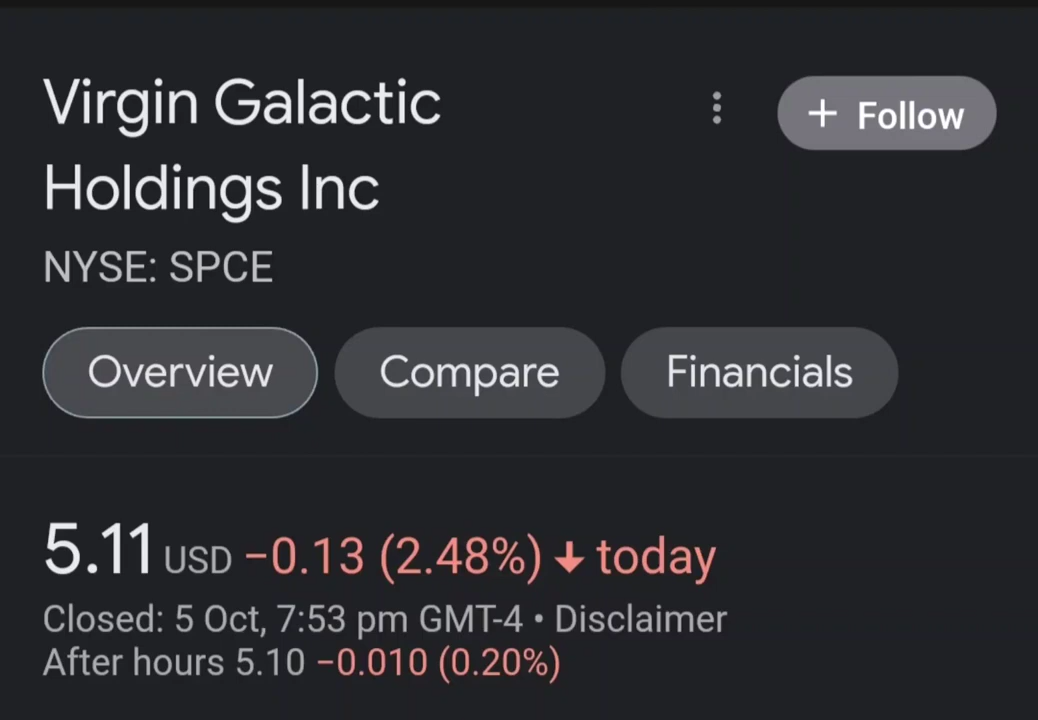 Virgin Galactic
+ Follow
Holdings Inc
NYSE: SPCE
Overview Compare Financials
5.11 USD −0.13 (2.48%) ↓ today
Closed: 5 Oct, 7:53 pm GMT-4 • Disclaimer
After hours 5.10 −0.010 (0.20%)